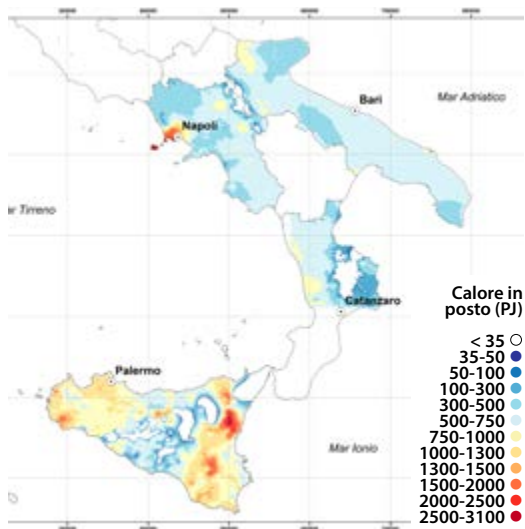 Bari
Mar Adriatico
Napoli
ar Tirreno
Catanzaro
Calore in
posto (PJ)
< 35
35-50
50-100
100-300
300-500
500-750
750-1000
1000-1300
1300-1500
1500-2000
2000-2500
2500-3100
Palermo
Mar Ionio